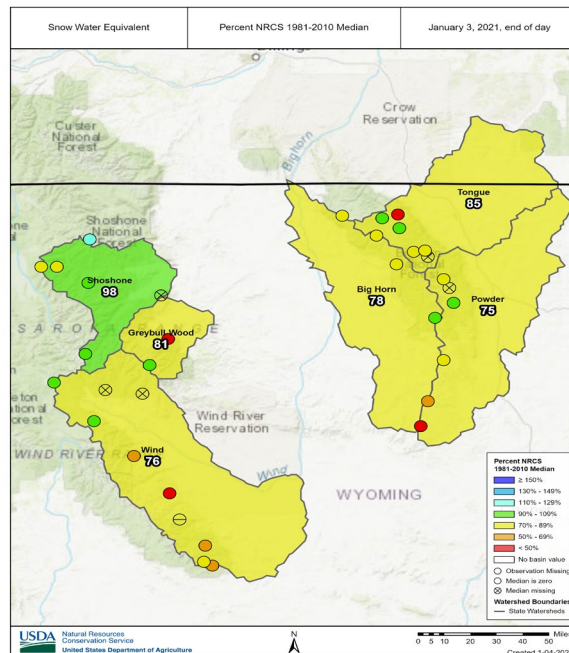 Snow Water Equivalent
Percent NRCS 1981-2010 Median
January 3, 2021, end of day
Custer
National
Forest
Crow
Reservation
Bighorn
Tongue
85
Shoshone
National
Forest
Shoshone
98
Big Horn
78
Powder
75
Greybull Wood
81
Wind River
Reservation
Wind
76
WIND RIVER
Wind
WYOMING
Percent NRCS
1981-2010 Median
≥ 150%
130% - 149%
110% - 129%
90% - 109%
70% - 89%
50% - 69%
< 50%
No basin value
Observation Missing
Median is zero
Median missing
Watershed Boundaries
State Watersheds
USDA
Natural Resources
Conservation Service
United States Department of Agriculture
N
0 5 10 20 30 40 50
Miles